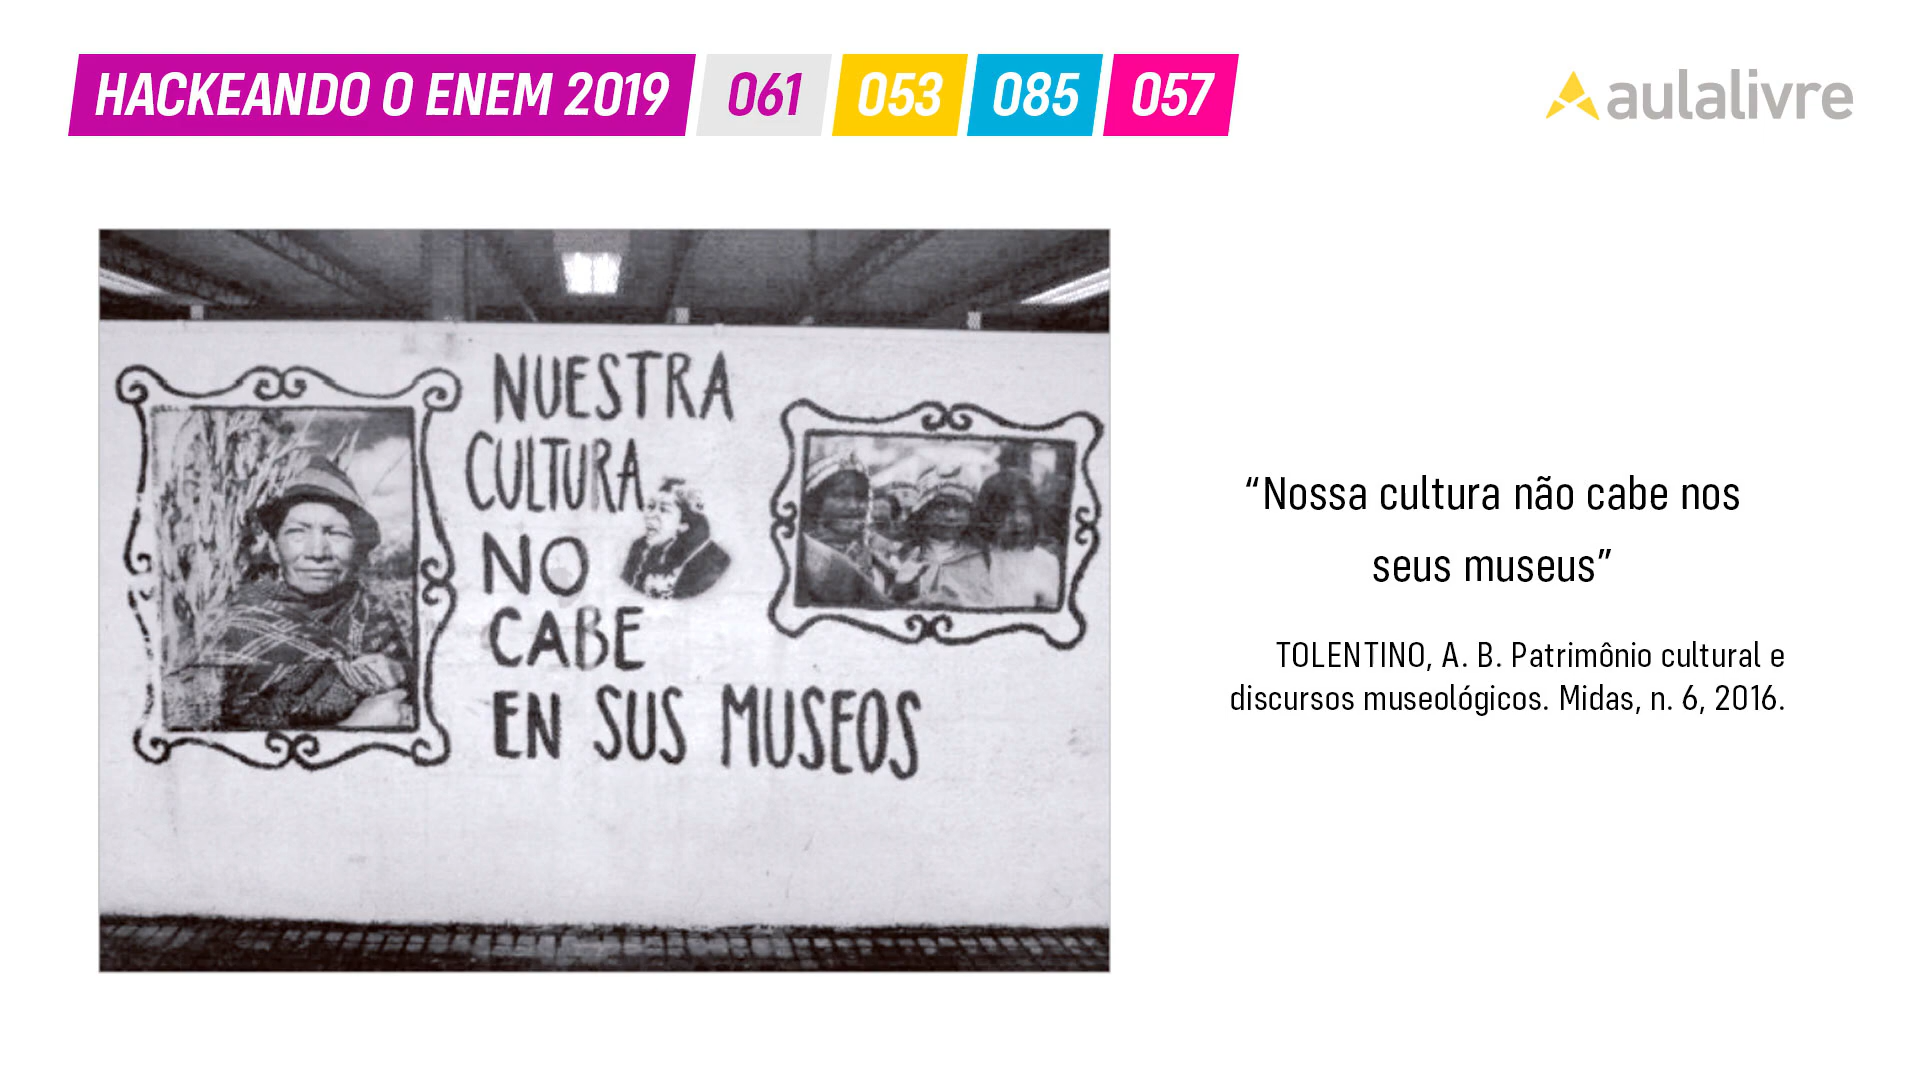 HACKEANDO O ENEM 2019 061 053 085 057
aulalivre
NUESTRA
CULTURA
NO
CABE
EN SUS MUSEOS
“Nossa cultura não cabe nos
seus museus”
TOLENTINO, A. B. Patrimônio cultural e
discursos museológicos. Midas, n. 6, 2016.